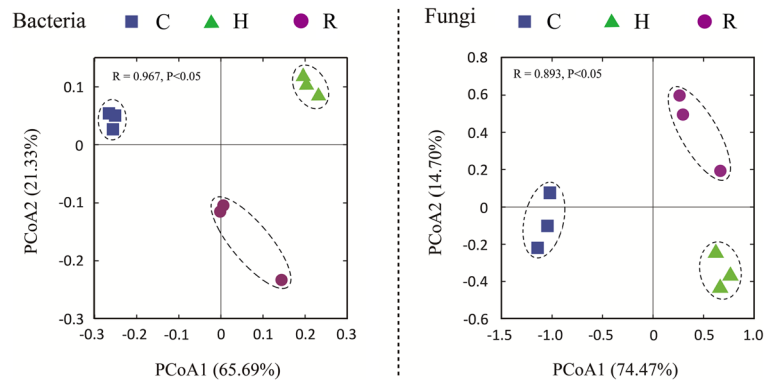 Bacteria C H R
R = 0.967, P<0.05
0.1
0
-0.1
-0.2
-0.3
-0.3 -0.2 -0.1 0 0.1 0.2 0.3
PCoA2 (21.33%)
PCoA1 (65.69%)
Fungi C H R
R = 0.893, P<0.05
0.8
0.6
0.4
0.2
0
-0.2
-0.4
-0.6
-1.5 -1.0 -0.5 0 0.5 1.0
PCoA2 (14.70%)
PCoA1 (74.47%)